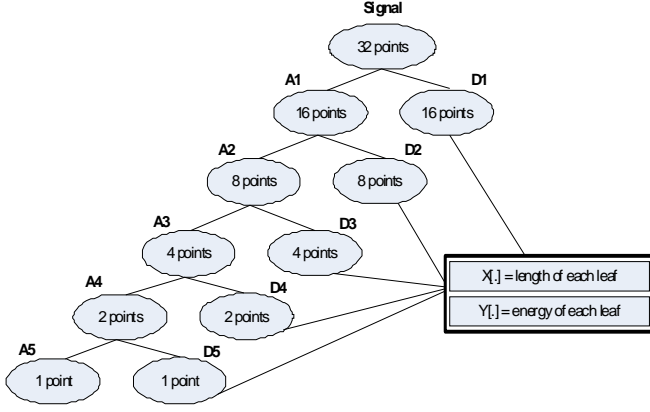 Signal
32 points
A1
D1
16 points
16 points
A2
D2
8 points
8 points
A3
D3
4 points
4 points
A4
D4
2 points
2 points
A5
D5
1 point
1 point
X[.] = length of each leaf
Y[.] = energy of each leaf